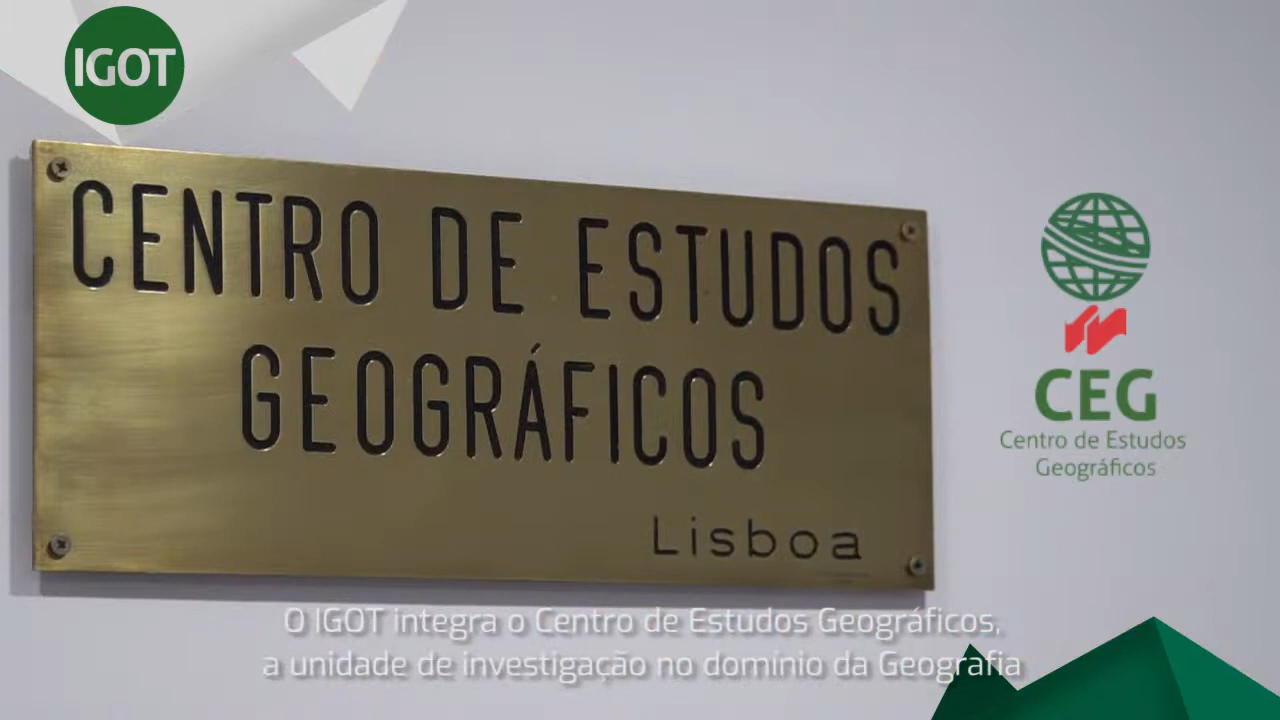 IGOT
CENTRO DE ESTUDOS
GEOGRÁFICOS
Lisboa
CEG
Centro de Estudos
Geográficos
O IGOT integra o Centro de Estudos Geográficos,
a unidade de investigação no domínio da Geografia